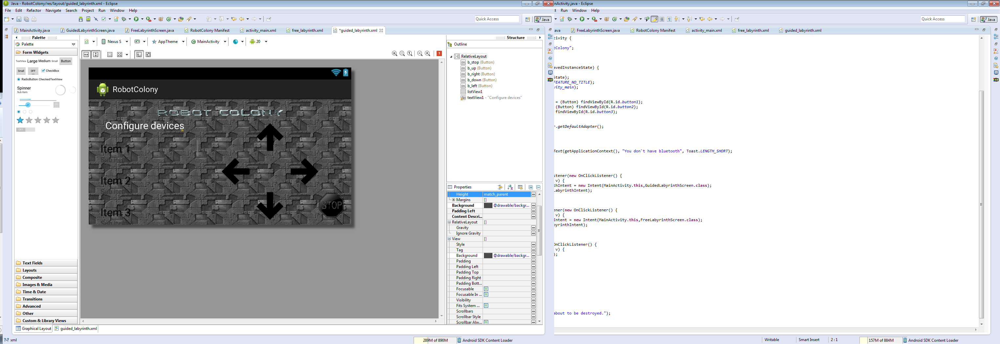 Java - RobotColony/res/layout/guided_labyrinth.xml - Eclipse
File Edit Refactor Navigate Search Project Run Window Help
Quick Access Java
MainActivity.java GuidedLabyrinthScreen.java FreeLabyrinthScreen.java RobotColony Manifest activity_main.xml free_labyrinth.xml *guided_labyrinth.xml
Palette
Palette
Form Widgets
TextView Large Medium Small Button
Small OFF CheckBox
RadioButton CheckedTextView
Spinner
Sub Item
OFF
Text Fields
Layouts
Composite
Images & Media
Time & Date
Transitions
Advanced
Other
Custom & Library Views
Nexus S AppTheme MainActivity 20
1
RobotColony
ROBOT COLONY
Configure devices
Item 1
Sub Item
Item 2
Sub Item
Item 3
Sub Item
STOP
Graphical Layout guided_labyrinth.xml
Structure
Outline
RelativeLayout
b_stop (Button)
b_up (Button)
b_right (Button)
b_down (Button)
b_left (Button)
listView1
textView1 - "Configure devices"
Properties
Height match_parent
Margins []
Background @drawable/backgr...
Padding Left
Content Descri...
RelativeLayout []
Gravity
Ignore Gravity
View []
Style
Tag
Background @drawable/backgr...
Padding
Padding Left
Padding Top
Padding Right
Padding Bott...
Focusable
Focusable In ...
Visibility
Fits System ...
Scrollbars
Scrollbar Style
Scrollbar Alw...
xml
289M of 890M Android SDK Content Loader
nActivity.java - Eclipse
t Run Window Help
Quick Access Java
ava FreeLabyrinthScreen.java RobotColony Manifest activity_main.xml free_labyrinth.xml guided_labyrinth.xml
tivity {
tColony";
avedInstanceState) {
State);
FEATURE_NO_TITLE);
vity_main);
= (Button) findViewById(R.id.button1);
(Button) findViewById(R.id.button2);
findViewById(R.id.button3);
r.getDefaultAdapter();
Text(getApplicationContext(), "You don`t have bluetooth", Toast.LENGTH_SHORT);
stener(new OnClickListener() {
v) {
thIntent = new Intent(MainActivity.this,GuidedLabyrinthScreen.class);
LabyrinthIntent);
ener(new OnClickListener() {
v) {
Intent = new Intent(MainActivity.this,FreeLabyrinthScreen.class);
byrinthIntent);
OnClickListener() {
v) {
);
about to be destroyed.");
Writable Smart Insert 2 : 1 157M of 884M Android SDK Content Loader